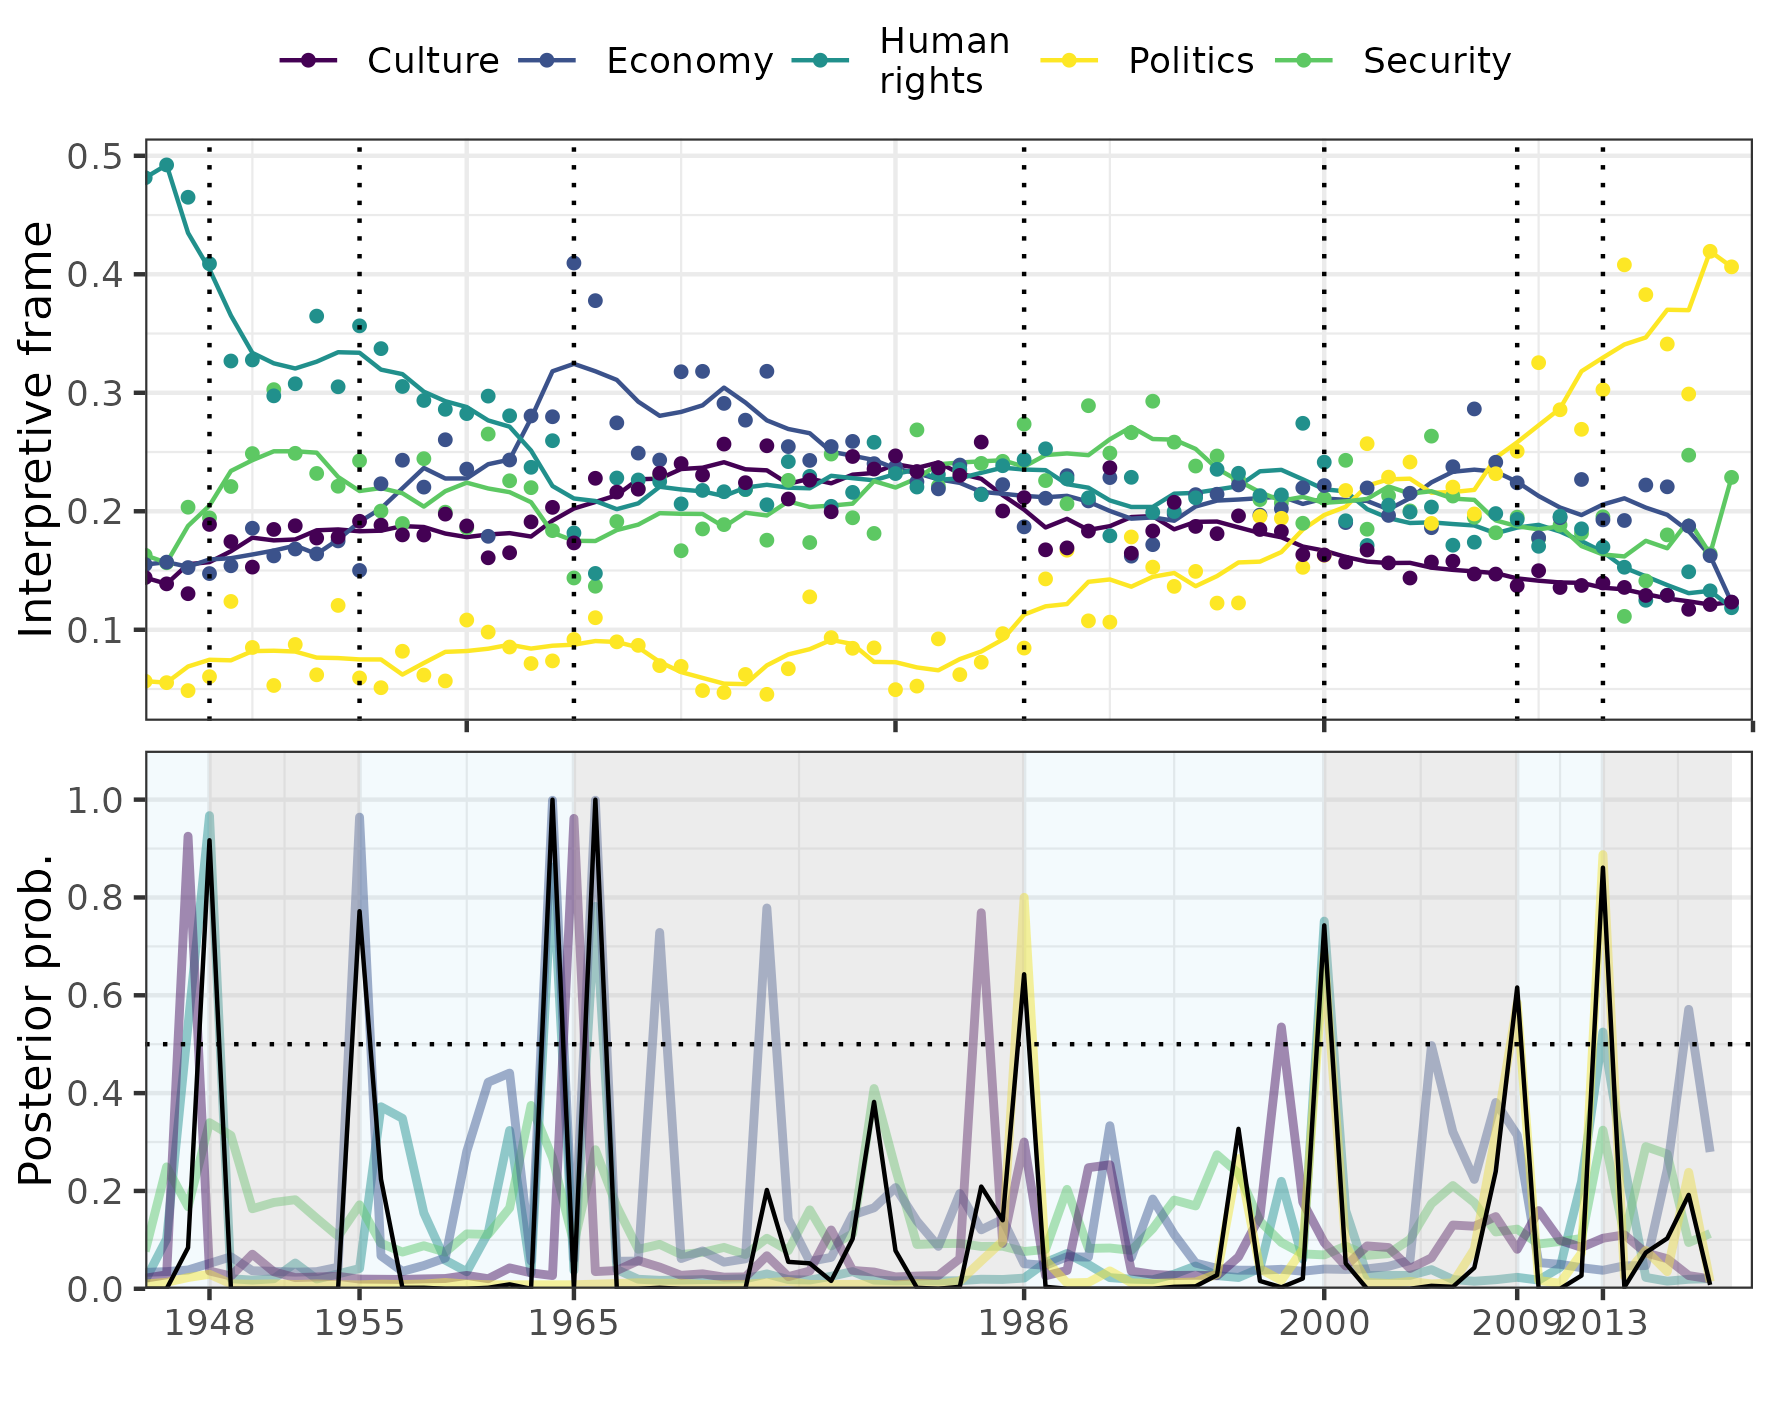 Culture Economy Human rights Politics Security
Interpretive frame
0.5
0.4
0.3
0.2
0.1
Posterior prob.
1.0
0.8
0.6
0.4
0.2
0.0
1948 1955 1965 1986 2000 2009 2013